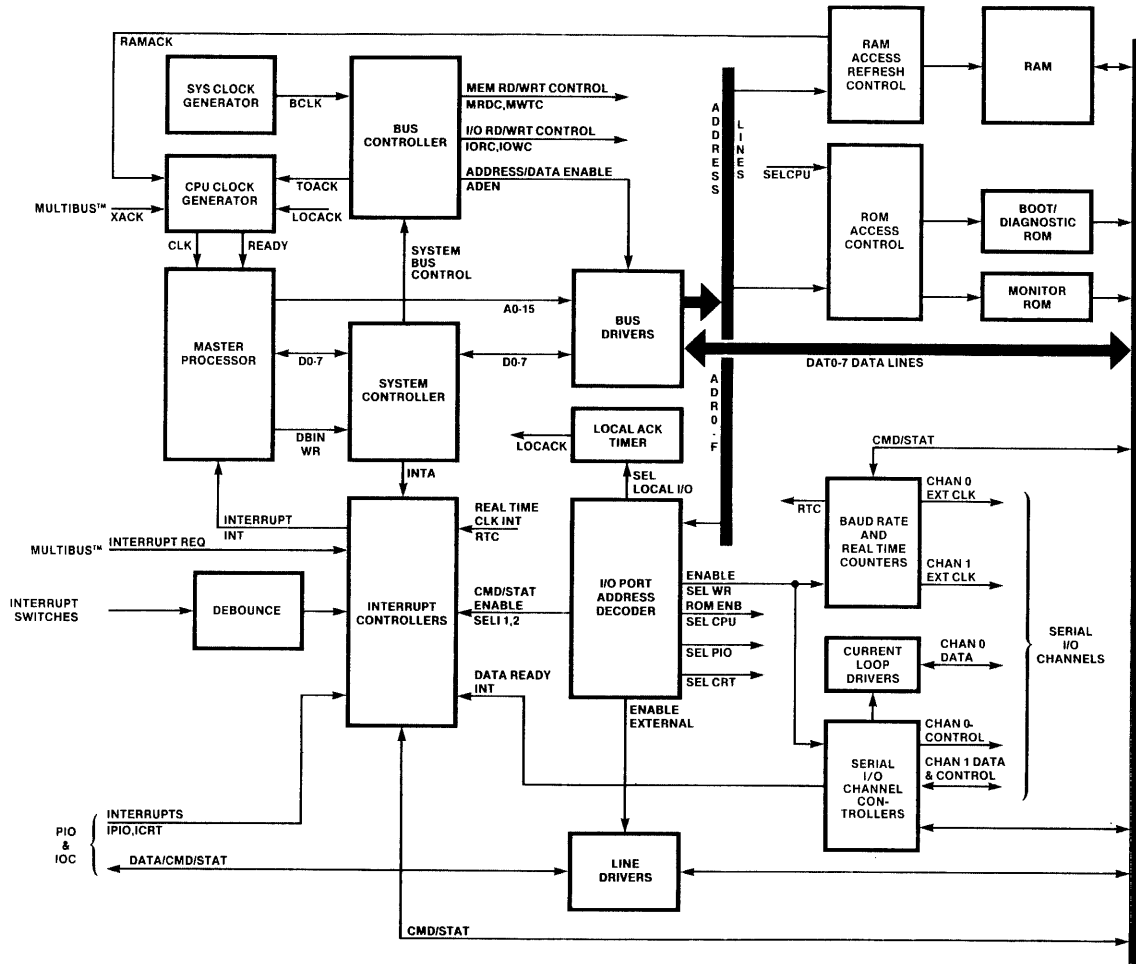 RAMACK
SYS CLOCK
GENERATOR
BCLK
BUS
CONTROLLER
MEM RD/WRT CONTROL
MRDC,MWTC
I/O RD/WRT CONTROL
IORC,IOWC
ADDRESS/DATA ENABLE
ADEN
RAM
ACCESS
REFRESH
CONTROL
RAM
ADDRESS
LINES
MULTIBUS™
XACK
CPU CLOCK
GENERATOR
TOACK
LOCACK
CLK
READY
SYSTEM
BUS
CONTROL
SELCPU
ROM
ACCESS
CONTROL
BOOT/
DIAGNOSTIC
ROM
MONITOR
ROM
MASTER
PROCESSOR
A0-15
D0-7
SYSTEM
CONTROLLER
D0-7
BUS
DRIVERS
DAT0-7 DATA LINES
ADR0-F
DBIN
WR
INTA
LOCACK
LOCAL ACK
TIMER
SEL
LOCAL I/O
CMD/STAT
INTERRUPT
INT
REAL TIME
CLK INT
RTC
RTC
BAUD RATE
AND
REAL TIME
COUNTERS
CHAN 0
EXT CLK
CHAN 1
EXT CLK
MULTIBUS™
INTERRUPT REQ
INTERRUPT
SWITCHES
DEBOUNCE
INTERRUPT
CONTROLLERS
CMD/STAT
ENABLE
SELI 1,2
I/O PORT
ADDRESS
DECODER
ENABLE
SEL WR
ROM ENB
SEL CPU
SEL PIO
SEL CRT
CURRENT
LOOP
DRIVERS
CHAN 0
DATA
SERIAL
I/O
CHANNELS
DATA READY
INT
ENABLE
EXTERNAL
SERIAL
I/O
CHANNEL
CON-
TROLLERS
CHAN 0-
CONTROL
CHAN 1 DATA
& CONTROL
PIO
&
IOC
INTERRUPTS
IPIO,ICRT
DATA/CMD/STAT
LINE
DRIVERS
CMD/STAT